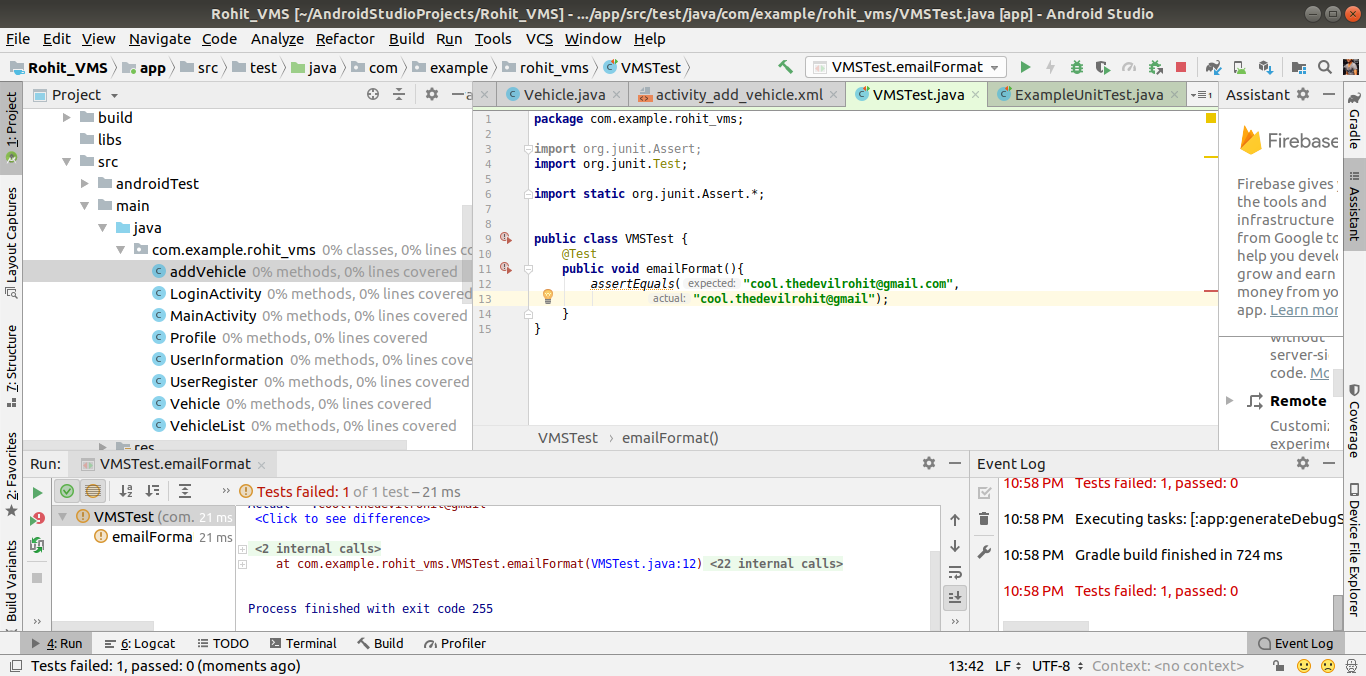 Rohit_VMS [~/AndroidStudioProjects/Rohit_VMS] - .../app/src/test/java/com/example/rohit_vms/VMSTest.java [app] - Android Studio
File Edit View Navigate Code Analyze Refactor Build Run Tools VCS Window Help
Rohit_VMS app src test java com example rohit_vms VMSTest VMSTest.emailFormat
1: Project
Layout Captures
7: Structure
2: Favorites
Build Variants
Project
build
libs
src
androidTest
main
java
com.example.rohit_vms 0% classes, 0% lines co
addVehicle 0% methods, 0% lines covered
LoginActivity 0% methods, 0% lines covered
MainActivity 0% methods, 0% lines covered
Profile 0% methods, 0% lines covered
UserInformation 0% methods, 0% lines cove
UserRegister 0% methods, 0% lines covered
Vehicle 0% methods, 0% lines covered
VehicleList 0% methods, 0% lines covered
res
a Vehicle.java activity_add_vehicle.xml VMSTest.java ExampleUnitTest.java 1
1 package com.example.rohit_vms;
2
3 import org.junit.Assert;
4 import org.junit.Test;
5
6 import static org.junit.Assert.*;
7
8
9 public class VMSTest {
10 @Test
11 public void emailFormat(){
12 assertEquals( expected: "cool.thedevilrohit@gmail.com",
13 actual: "cool.thedevilrohit@gmail");
14 }
15 }
VMSTest › emailFormat()
Assistant
Firebase
Firebase gives
the tools and
infrastructure
from Google to
help you develo
grow and earn
money from yo
app. Learn mor
without
server-si
code. Mo
Remote
Customiz
experime
Gradle
Assistant
Coverage
Device File Explorer
Run: VMSTest.emailFormat
Tests failed: 1 of 1 test – 21 ms
VMSTest (com. 21 ms
emailForma 21 ms
Actual :cool.thedevilrohit@gmail
<Click to see difference>
<2 internal calls>
at com.example.rohit_vms.VMSTest.emailFormat(VMSTest.java:12) <22 internal calls>
Process finished with exit code 255
Event Log
10:58 PM Tests failed: 1, passed: 0
10:58 PM Executing tasks: [:app:generateDebugS
10:58 PM Gradle build finished in 724 ms
10:58 PM Tests failed: 1, passed: 0
4: Run 6: Logcat TODO Terminal Build Profiler Event Log
Tests failed: 1, passed: 0 (moments ago) 13:42 LF UTF-8 Context: <no context>